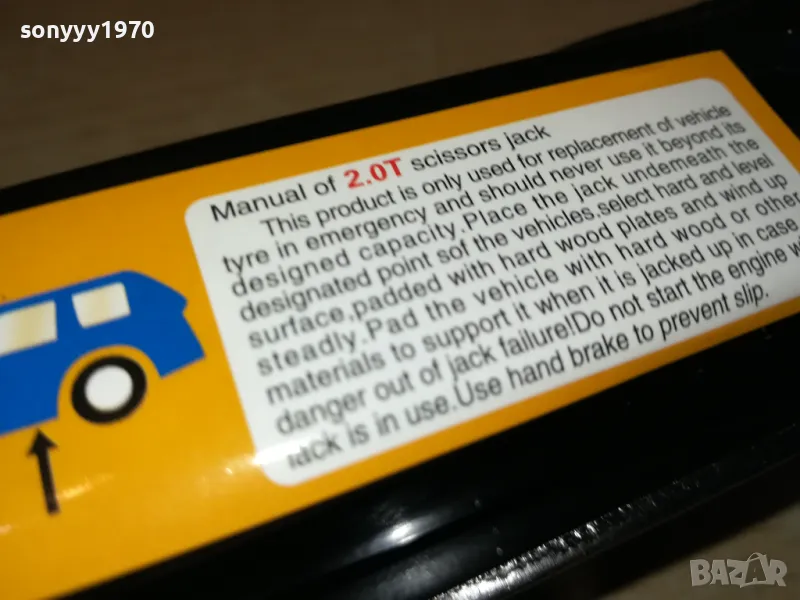 sonyyy1970
Manual of 2.0T scissors jack
This product is only used for replacement of vehicle
tyre in emergency and should never use it beyond its
designed capacity.Place the jack underneath the
designated point sof the vehicles.select hard and level
surface,padded with hard wood plates and wind up
steadly.Pad the vehicle with hard wood or other
materials to support it when it is jacked up in case
danger out of jack failure!Do not start the engine
jack is in use.Use hand brake to prevent slip.
BAZAR